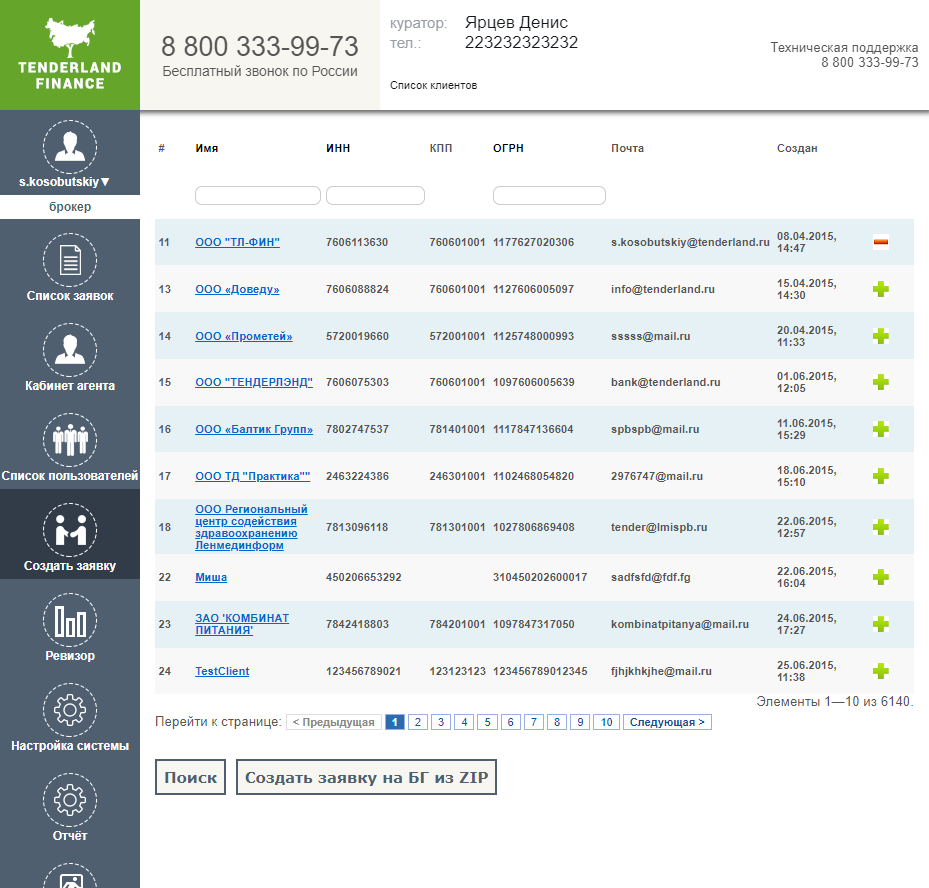 TENDERLAND
FINANCE
8 800 333-99-73
Бесплатный звонок по России
куратор: Ярцев Денис
тел.: 223232323232
Список клиентов
Техническая поддержка
8 800 333-99-73
s.kosobutskiy▼
брокер
Список заявок
Кабинет агента
Список пользователей
Создать заявку
Ревизор
Настройка системы
Отчёт
# Имя ИНН КПП ОГРН Почта Создан
11 ООО "ТЛ-ФИН" 7606113630 760601001 1177627020306 s.kosobutskiy@tenderland.ru 08.04.2015,
14:47
13 ООО «Доведу» 7606088824 760601001 1127606005097 info@tenderland.ru 15.04.2015,
14:30
14 ООО «Прометей» 5720019660 572001001 1125748000993 sssss@mail.ru 20.04.2015,
11:33
15 ООО "ТЕНДЕРЛЭНД" 7606075303 760601001 1097606005639 bank@tenderland.ru 01.06.2015,
12:05
16 ООО «Балтик Групп» 7802747537 781401001 1117847136604 spbspb@mail.ru 11.06.2015,
15:29
17 ООО ТД "Практика"" 2463224386 246301001 1102468054820 2976747@mail.ru 18.06.2015,
15:10
18 ООО Региональный
центр содействия
здравоохранению
Ленмединформ 7813096118 781301001 1027806869408 tender@lmispb.ru 22.06.2015,
12:57
22 Миша 450206653292 310450202600017 sadfsfd@fdf.fg 22.06.2015,
16:04
23 ЗАО 'КОМБИНАТ
ПИТАНИЯ' 7842418803 784201001 1097847317050 kombinatpitanya@mail.ru 24.06.2015,
17:27
24 TestClient 123456789021 123123123 123456789012345 fjhjkhkjhe@mail.ru 25.06.2015,
11:38
Элементы 1—10 из 6140.
Перейти к странице: < Предыдущая 1 2 3 4 5 6 7 8 9 10 Следующая >
Поиск Создать заявку на БГ из ZIP